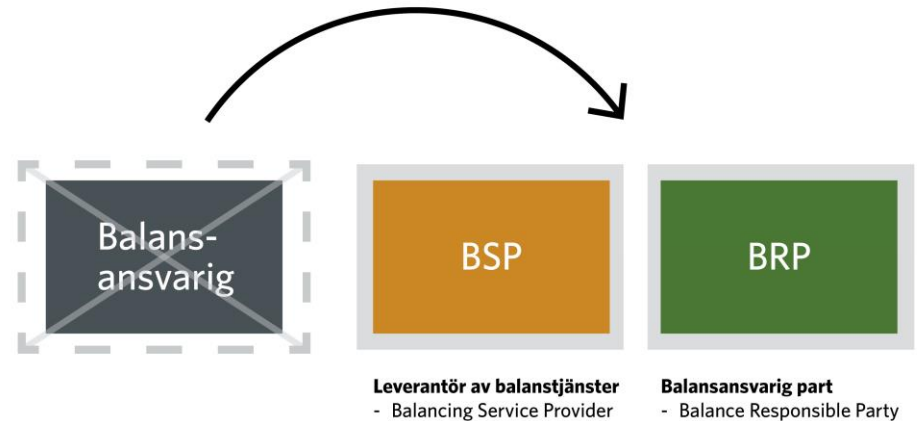 Balans-
ansvarig
BSP
BRP
Leverantör av balanstjänster
- Balancing Service Provider
Balansansvarig part
- Balance Responsible Party